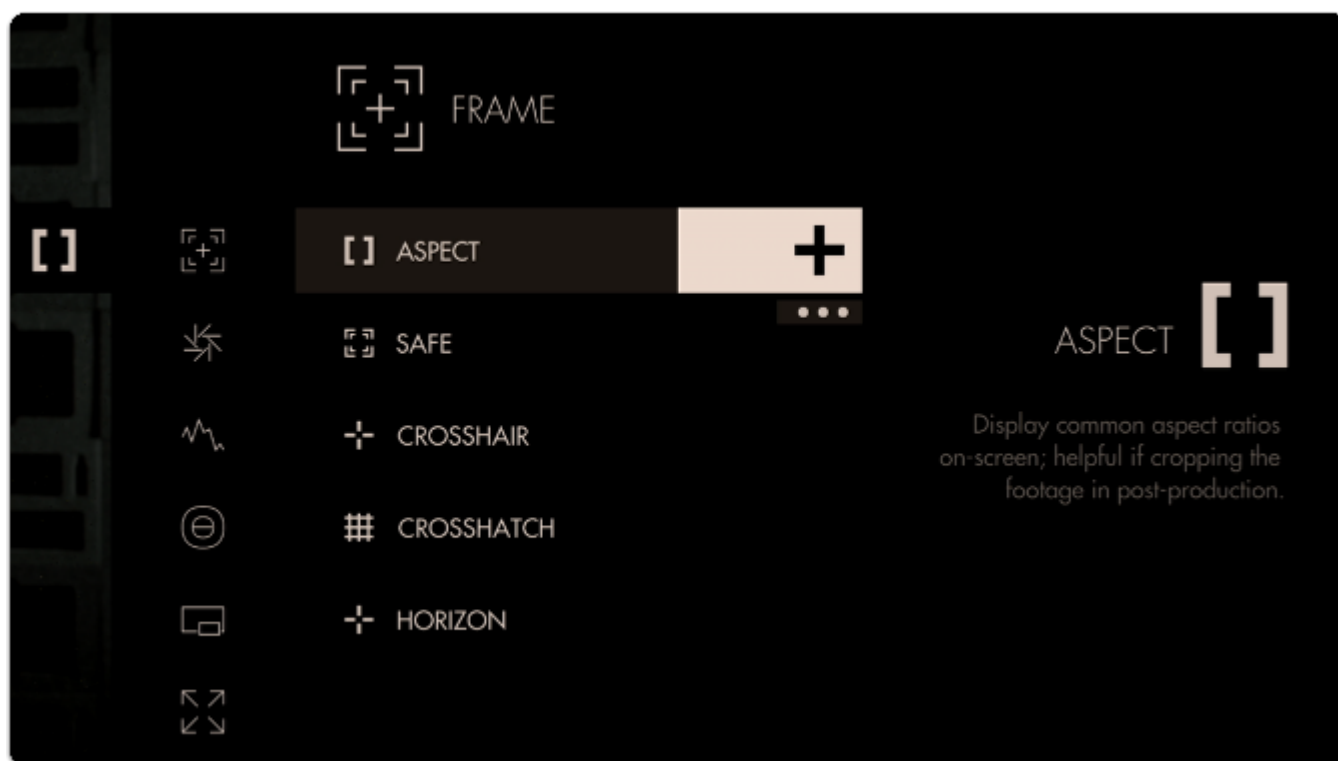 FRAME
ASPECT
SAFE
CROSSHAIR
CROSSHATCH
HORIZON
ASPECT
Display common aspect ratios
on-screen; helpful if cropping the
footage in post-production.